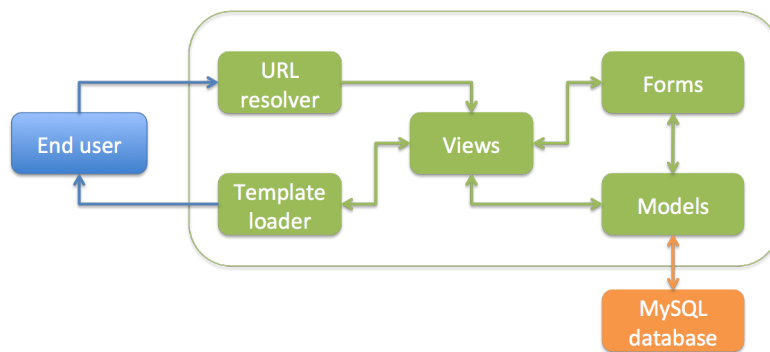 URL
resolver
Forms
End user
Views
Template
loader
Models
MySQL
database